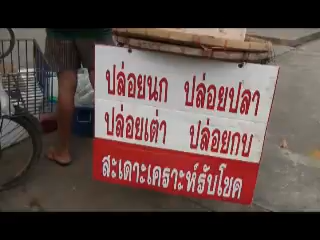 ปล่อยนก ปล่อยปลา
ปล่อยเต่า ปล่อยกบ
สะเดาะเคราะห์รับโชค